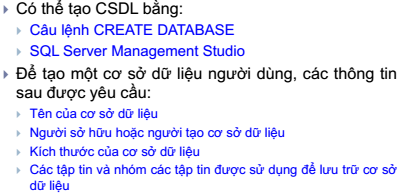 Có thể tạo CSDL bằng:
Câu lệnh CREATE DATABASE
SQL Server Management Studio
Để tạo một cơ sở dữ liệu người dùng, các thông tin
sau được yêu cầu:
Tên của cơ sở dữ liệu
Người sở hữu hoặc người tạo cơ sở dữ liệu
Kích thước của cơ sở dữ liệu
Các tập tin và nhóm các tập tin được sử dụng để lưu trữ cơ sở
dữ liệu